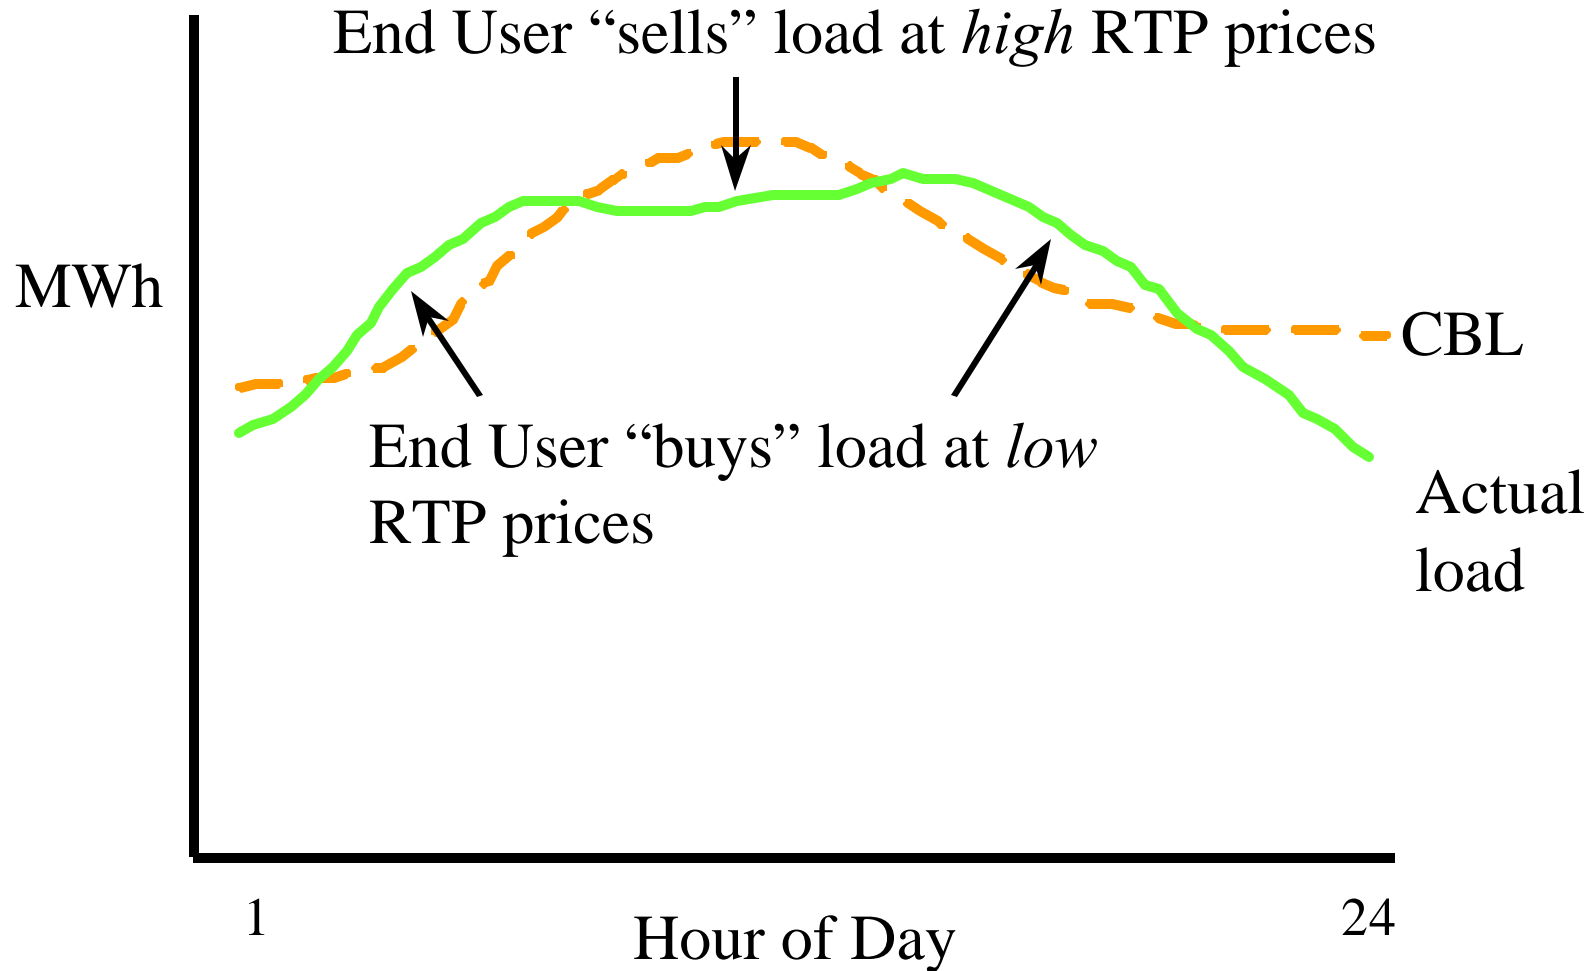 End User “sells” load at high RTP prices
MWh
CBL
End User “buys” load at low
RTP prices
Actual
load
1
24
Hour of Day